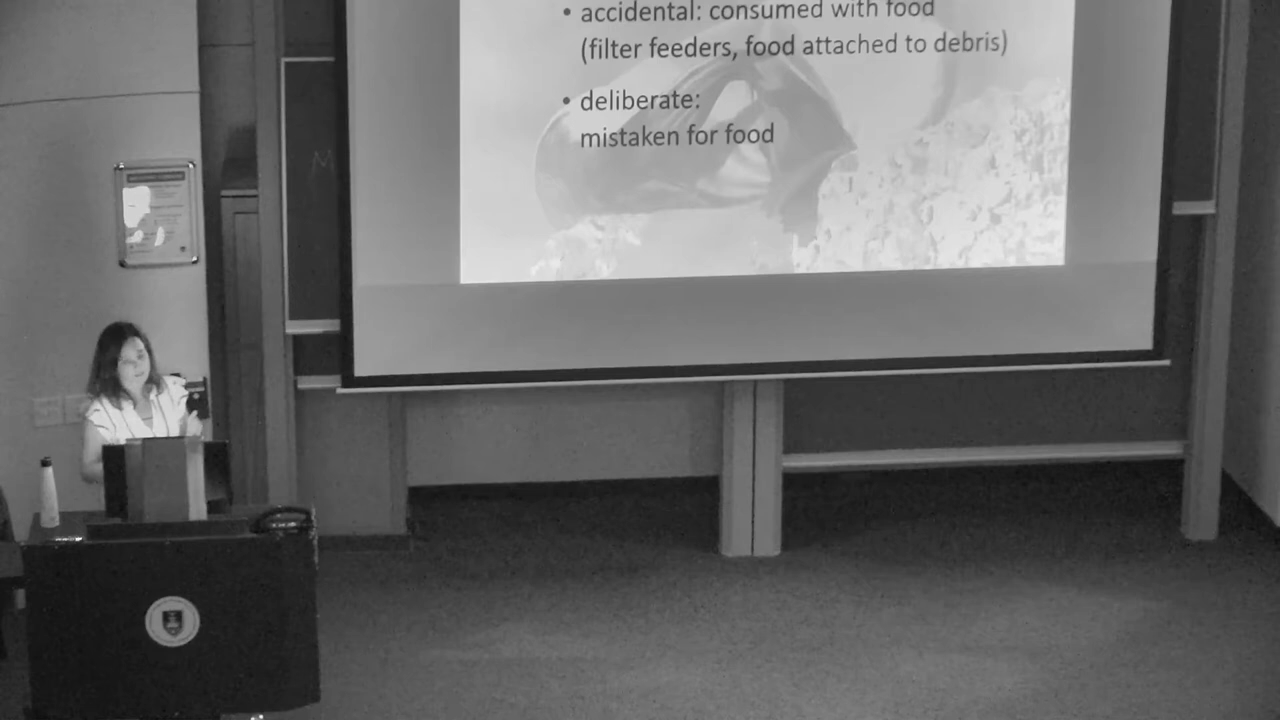 • accidental: consumed with food
(filter feeders, food attached to debris)
• deliberate:
mistaken for food
M